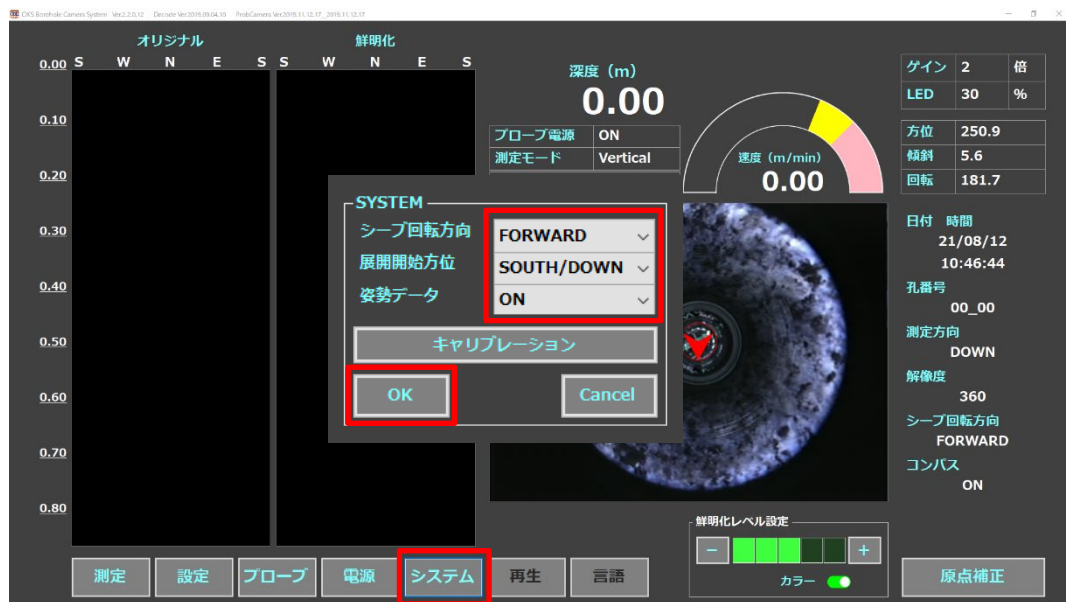 OKS Borehole Camera System Ver.2.2.0.12 Decode Ver.2019.09.04.10 ProbCamera Ver.2015.11.12.17_ 2015.11.12.17
オリジナル 鮮明化
S W N E S S W N E S
0.00
0.10
0.20
0.30
0.40
0.50
0.60
0.70
0.80
深度 (m)
0.00
プローブ電源 ON
測定モード Vertical
速度 (m/min)
0.00
ゲイン 2 倍
LED 30 %
方位 250.9
傾斜 5.6
回転 181.7
日付 時間
21/08/12
10:46:44
孔番号
00_00
測定方向
DOWN
解像度
360
シーブ回転方向
FORWARD
コンパス
ON
SYSTEM
シーブ回転方向 FORWARD
展開開始方位 SOUTH/DOWN
姿勢データ ON
キャリブレーション
OK Cancel
鮮明化レベル設定
− +
カラー
測定 設定 プローブ 電源 システム 再生 言語 原点補正